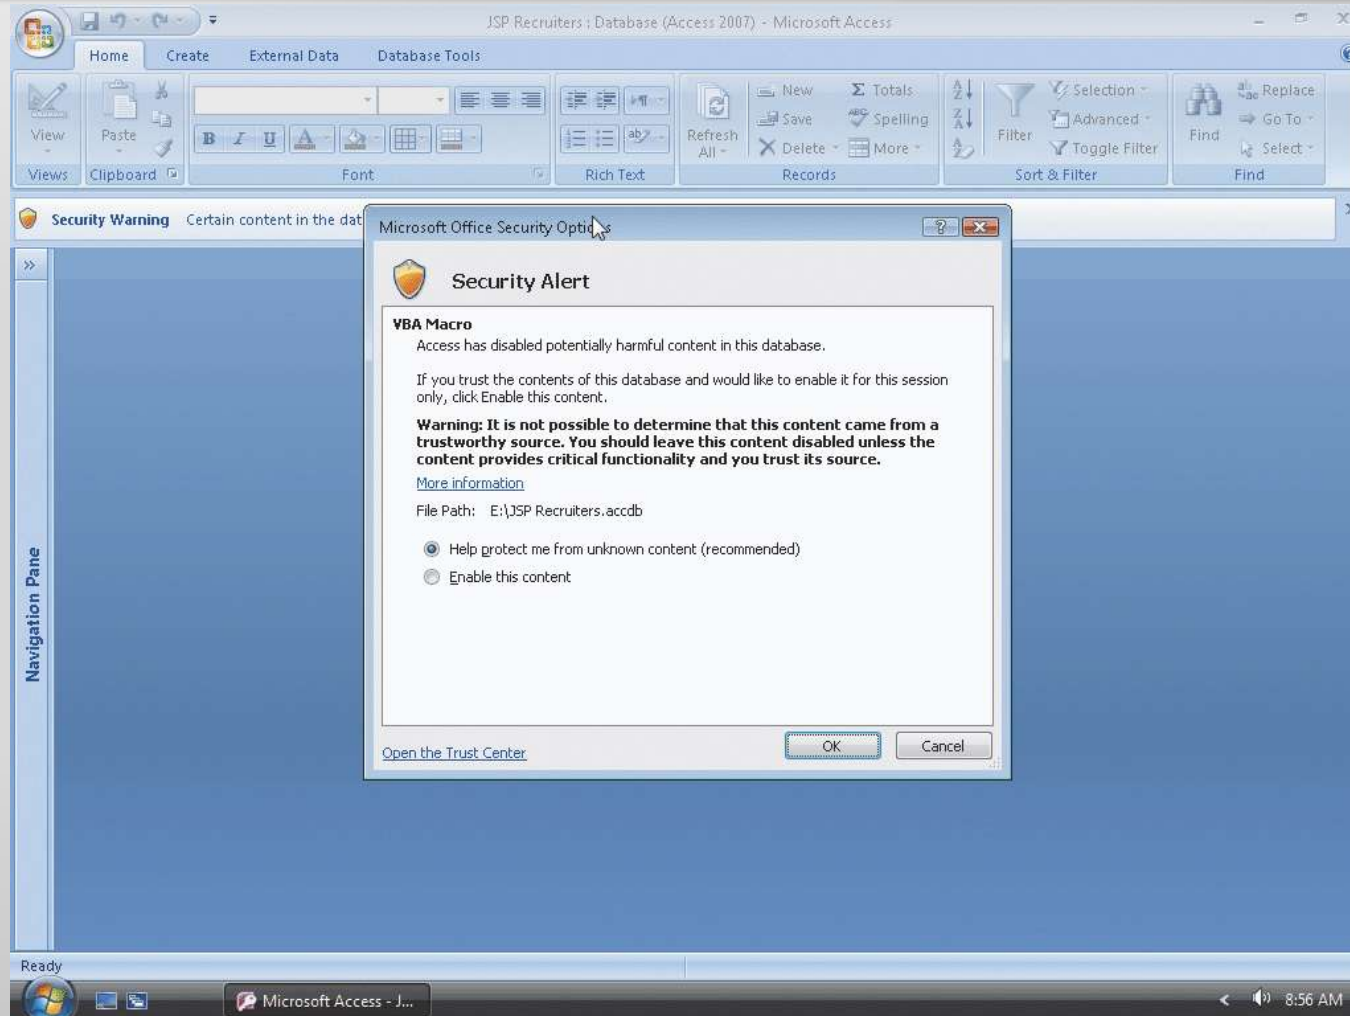 JSP Recruiters : Database (Access 2007) - Microsoft Access
Home Create External Data Database Tools
View
Paste
B I U A
ab
Refresh All
New
Save
Delete
Σ Totals
Spelling
More
A Z
Z A
Filter
Selection
Advanced
Toggle Filter
Find
Replace
Go To
Select
Views Clipboard Font Rich Text Records Sort & Filter Find
Security Warning Certain content in the dat
Microsoft Office Security Options
Security Alert
VBA Macro
Access has disabled potentially harmful content in this database.
If you trust the contents of this database and would like to enable it for this session
only, click Enable this content.
Warning: It is not possible to determine that this content came from a
trustworthy source. You should leave this content disabled unless the
content provides critical functionality and you trust its source.
More information
File Path: E:\JSP Recruiters.accdb
Help protect me from unknown content (recommended)
Enable this content
Open the Trust Center
OK Cancel
Navigation Pane
Ready
Microsoft Access - J...
8:56 AM